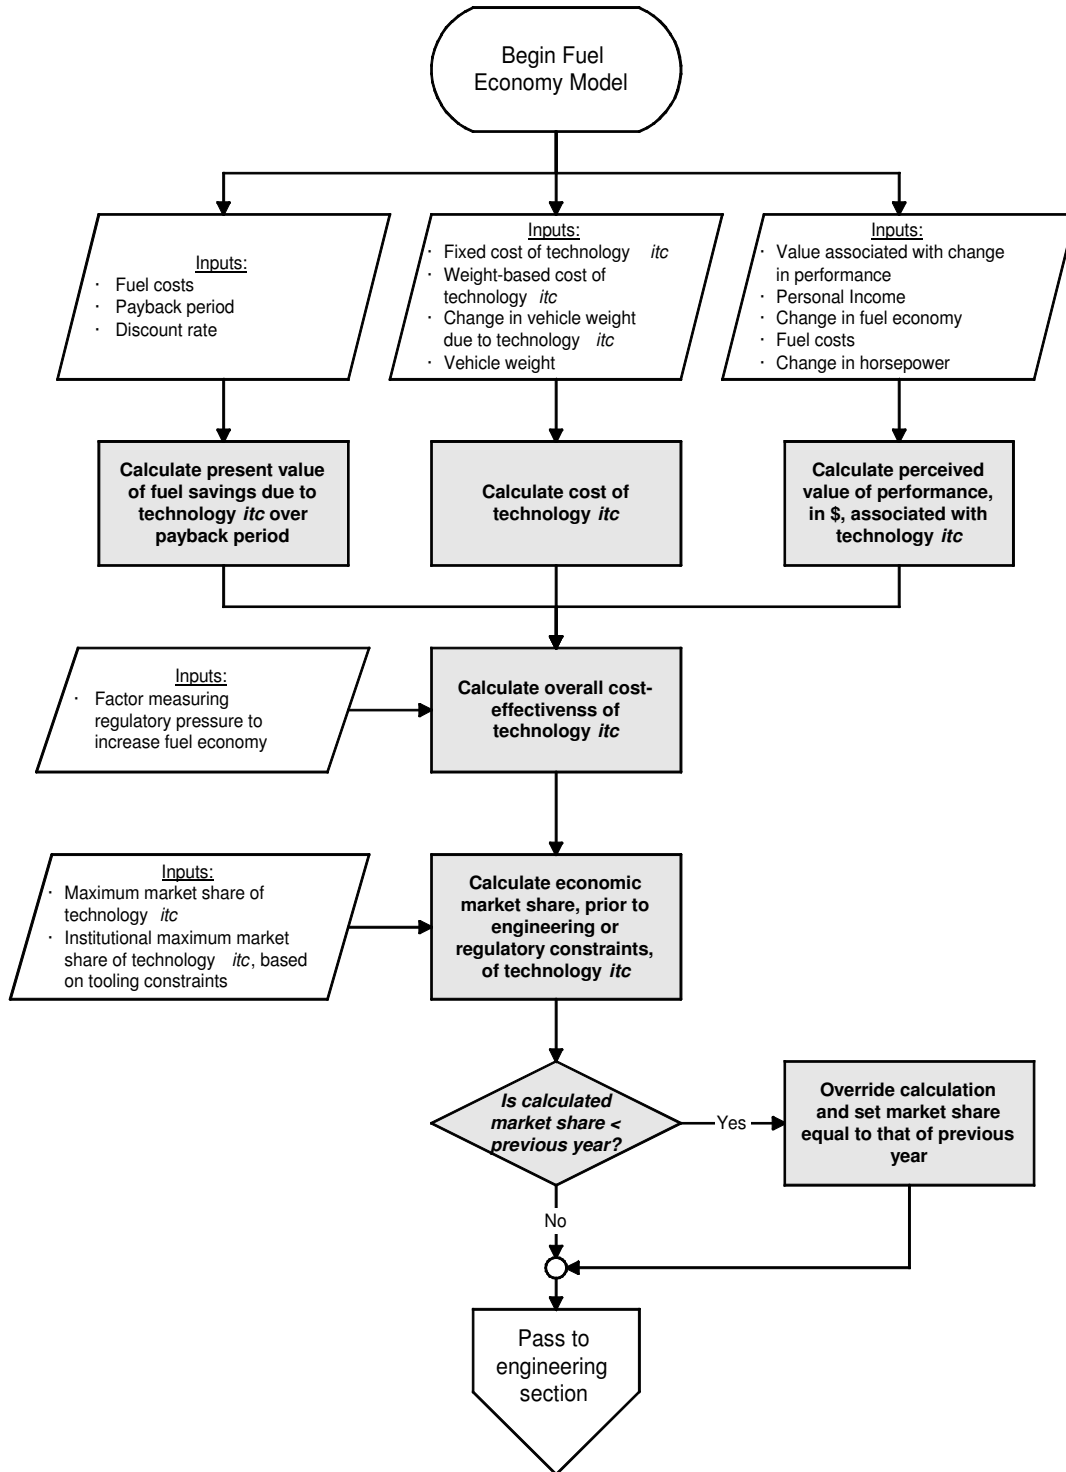 Begin Fuel
Economy Model
Inputs:
· Fuel costs
· Payback period
· Discount rate
Inputs:
· Fixed cost of technology itc
· Weight-based cost of
technology itc
· Change in vehicle weight
due to technology itc
· Vehicle weight
Inputs:
· Value associated with change
in performance
· Personal Income
· Change in fuel economy
· Fuel costs
· Change in horsepower
Calculate present value
of fuel savings due to
technology itc over
payback period
Calculate cost of
technology itc
Calculate perceived
value of performance,
in $, associated with
technology itc
Inputs:
· Factor measuring
regulatory pressure to
increase fuel economy
Calculate overall cost-
effectivenss of
technology itc
Inputs:
· Maximum market share of
technology itc
· Institutional maximum market
share of technology itc, based
on tooling constraints
Calculate economic
market share, prior to
engineering or
regulatory constraints,
of technology itc
Is calculated
market share <
previous year?
Yes
Override calculation
and set market share
equal to that of previous
year
No
Pass to
engineering
section